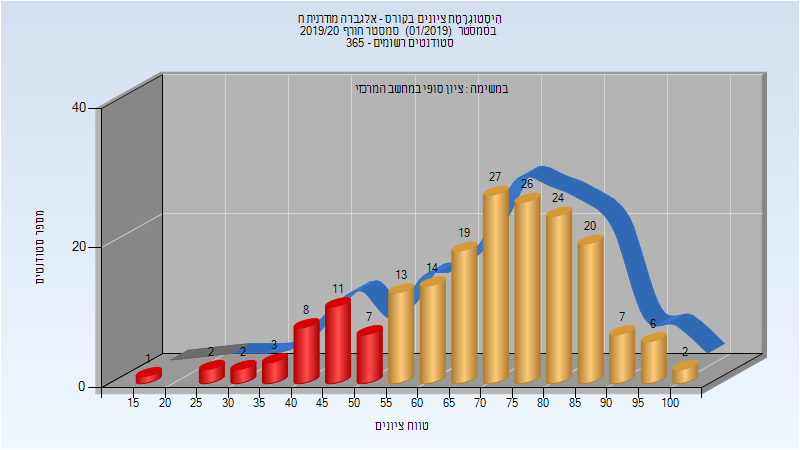 היסטוגרמת ציונים בקורס - אלגברה מודרנית ח
בסמסטר (01/2019) סמסטר חורף 2019/20
סטודנטים רשומים - 365
במשימה : ציון סופי במחשב המרכזי
מספר סטודנטים
40
20
0
1
2
2
3
8
11
7
13
14
19
27
26
24
20
7
6
2
15 20 25 30 35 40 45 50 55 60 65 70 75 80 85 90 95 100
טווח ציונים